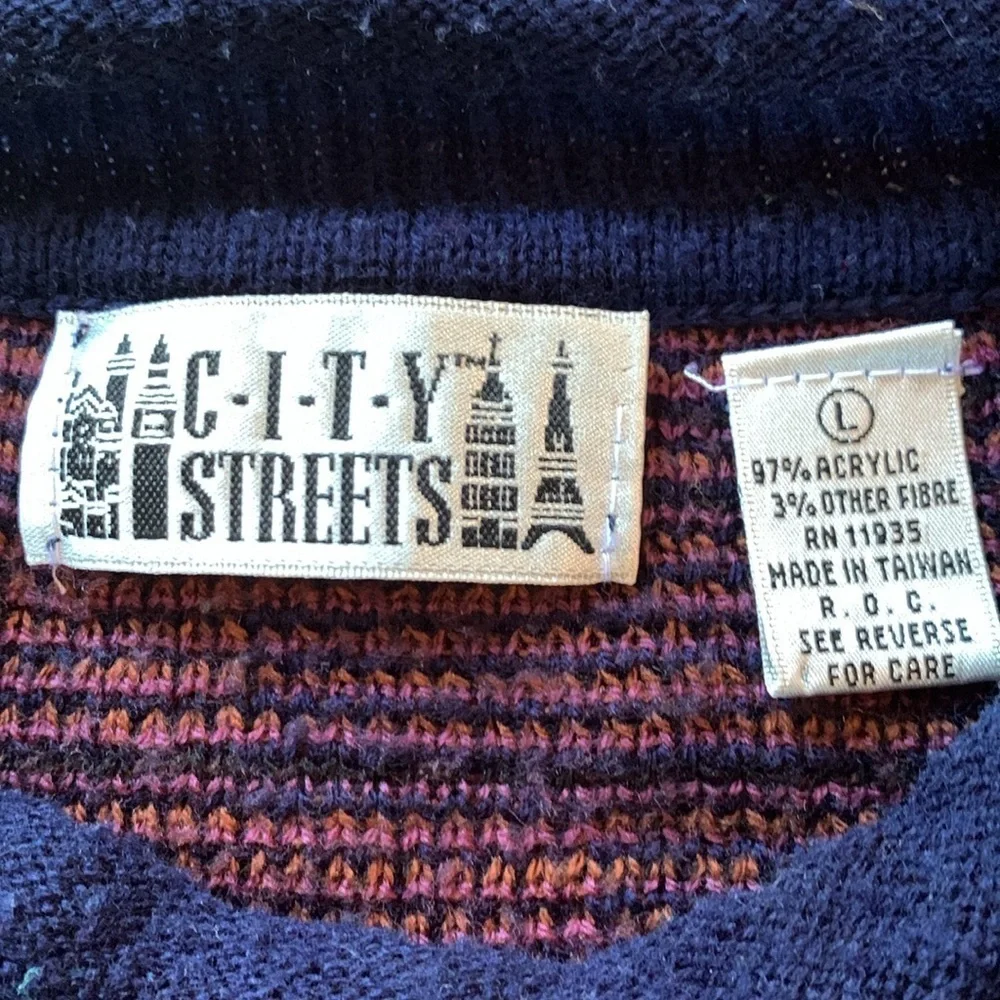 C-I-T-Y™
STREETS
L
97% ACRYLIC
3% OTHER FIBRE
RN 11935
MADE IN TAIWAN
R. O. C.
SEE REVERSE
FOR CARE